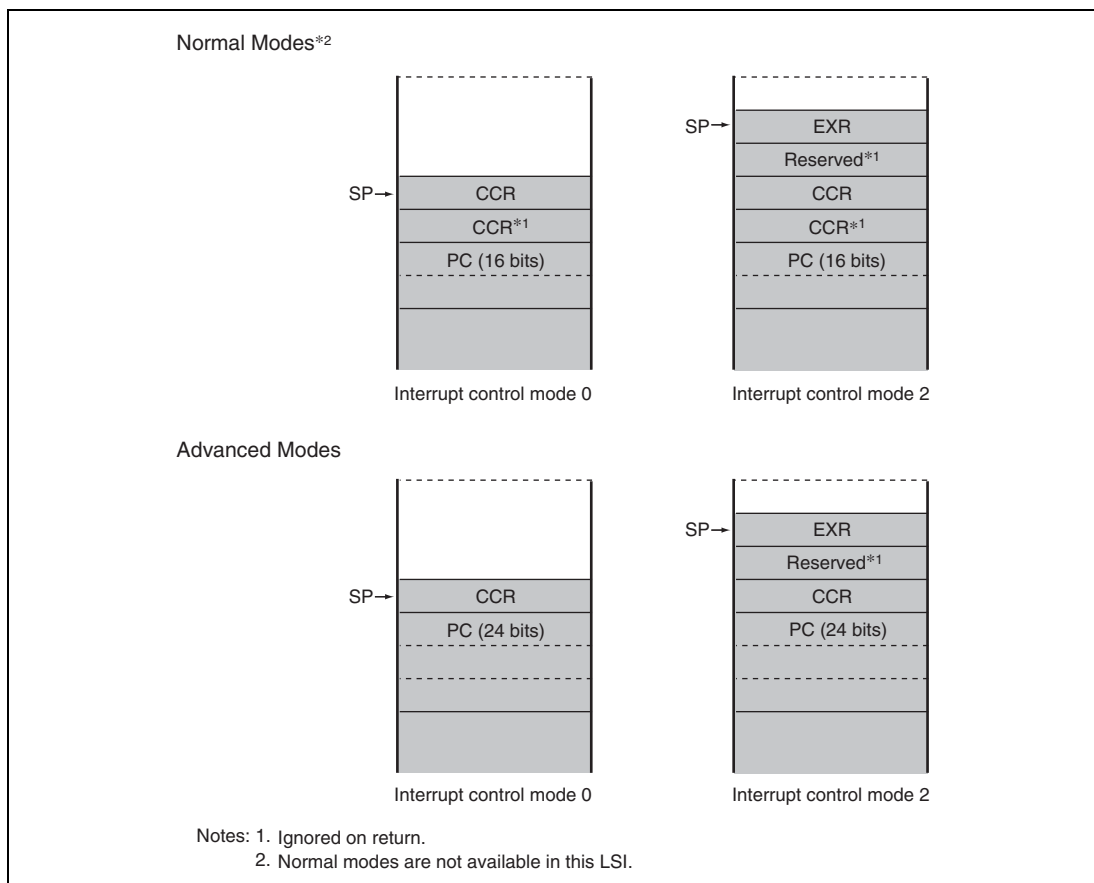 Normal Modes*2
SP→ CCR
CCR*1
PC (16 bits)
Interrupt control mode 0
SP→ EXR
Reserved*1
CCR
CCR*1
PC (16 bits)
Interrupt control mode 2
Advanced Modes
SP→ CCR
PC (24 bits)
Interrupt control mode 0
SP→ EXR
Reserved*1
CCR
PC (24 bits)
Interrupt control mode 2
Notes: 1. Ignored on return.
2. Normal modes are not available in this LSI.